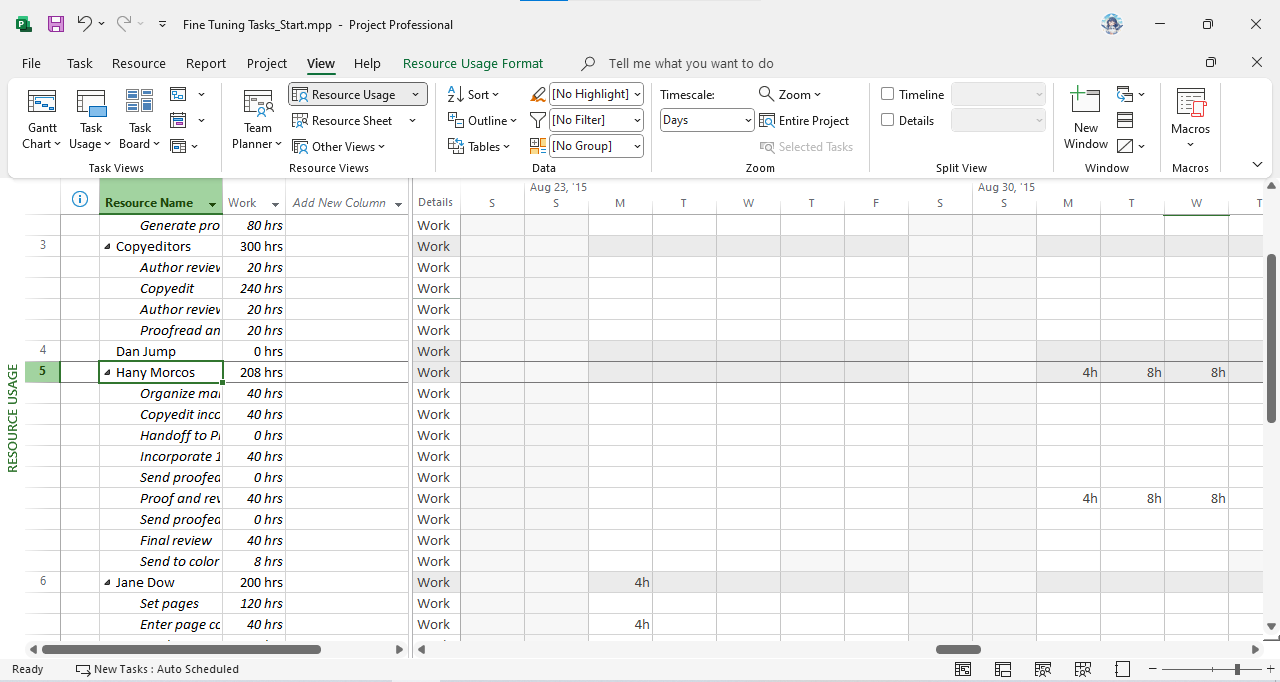 Fine Tuning Tasks_Start.mpp - Project Professional
File Task Resource Report Project View Help Resource Usage Format Tell me what you want to do
Gantt Chart
Task Usage
Task Board
Task Views
Team Planner
Resource Usage
Resource Sheet
Other Views
Resource Views
Sort
Outline
Tables
[No Highlight]
[No Filter]
[No Group]
Data
Timescale:
Days
Zoom
Entire Project
Selected Tasks
Zoom
Timeline
Details
Split View
New Window
Window
Macros
Macros
Resource Name Work Add New Column Details
Aug 23, '15 Aug 30, '15
S S M T W T F S S M T W T
Generate pro 80 hrs Work
3 Copyeditors 300 hrs Work
Author review 20 hrs Work
Copyedit 240 hrs Work
Author review 20 hrs Work
Proofread an 20 hrs Work
4 Dan Jump 0 hrs Work
5 Hany Morcos 208 hrs Work 4h 8h 8h
Organize ma 40 hrs Work
Copyedit inco 40 hrs Work
Handoff to P 0 hrs Work
Incorporate 1 40 hrs Work
Send proofea 0 hrs Work
Proof and rev 40 hrs Work 4h 8h 8h
Send proofea 0 hrs Work
Final review 40 hrs Work
Send to color 8 hrs Work
6 Jane Dow 200 hrs Work 4h
Set pages 120 hrs Work
Enter page co 40 hrs Work 4h
RESOURCE USAGE
Ready New Tasks : Auto Scheduled